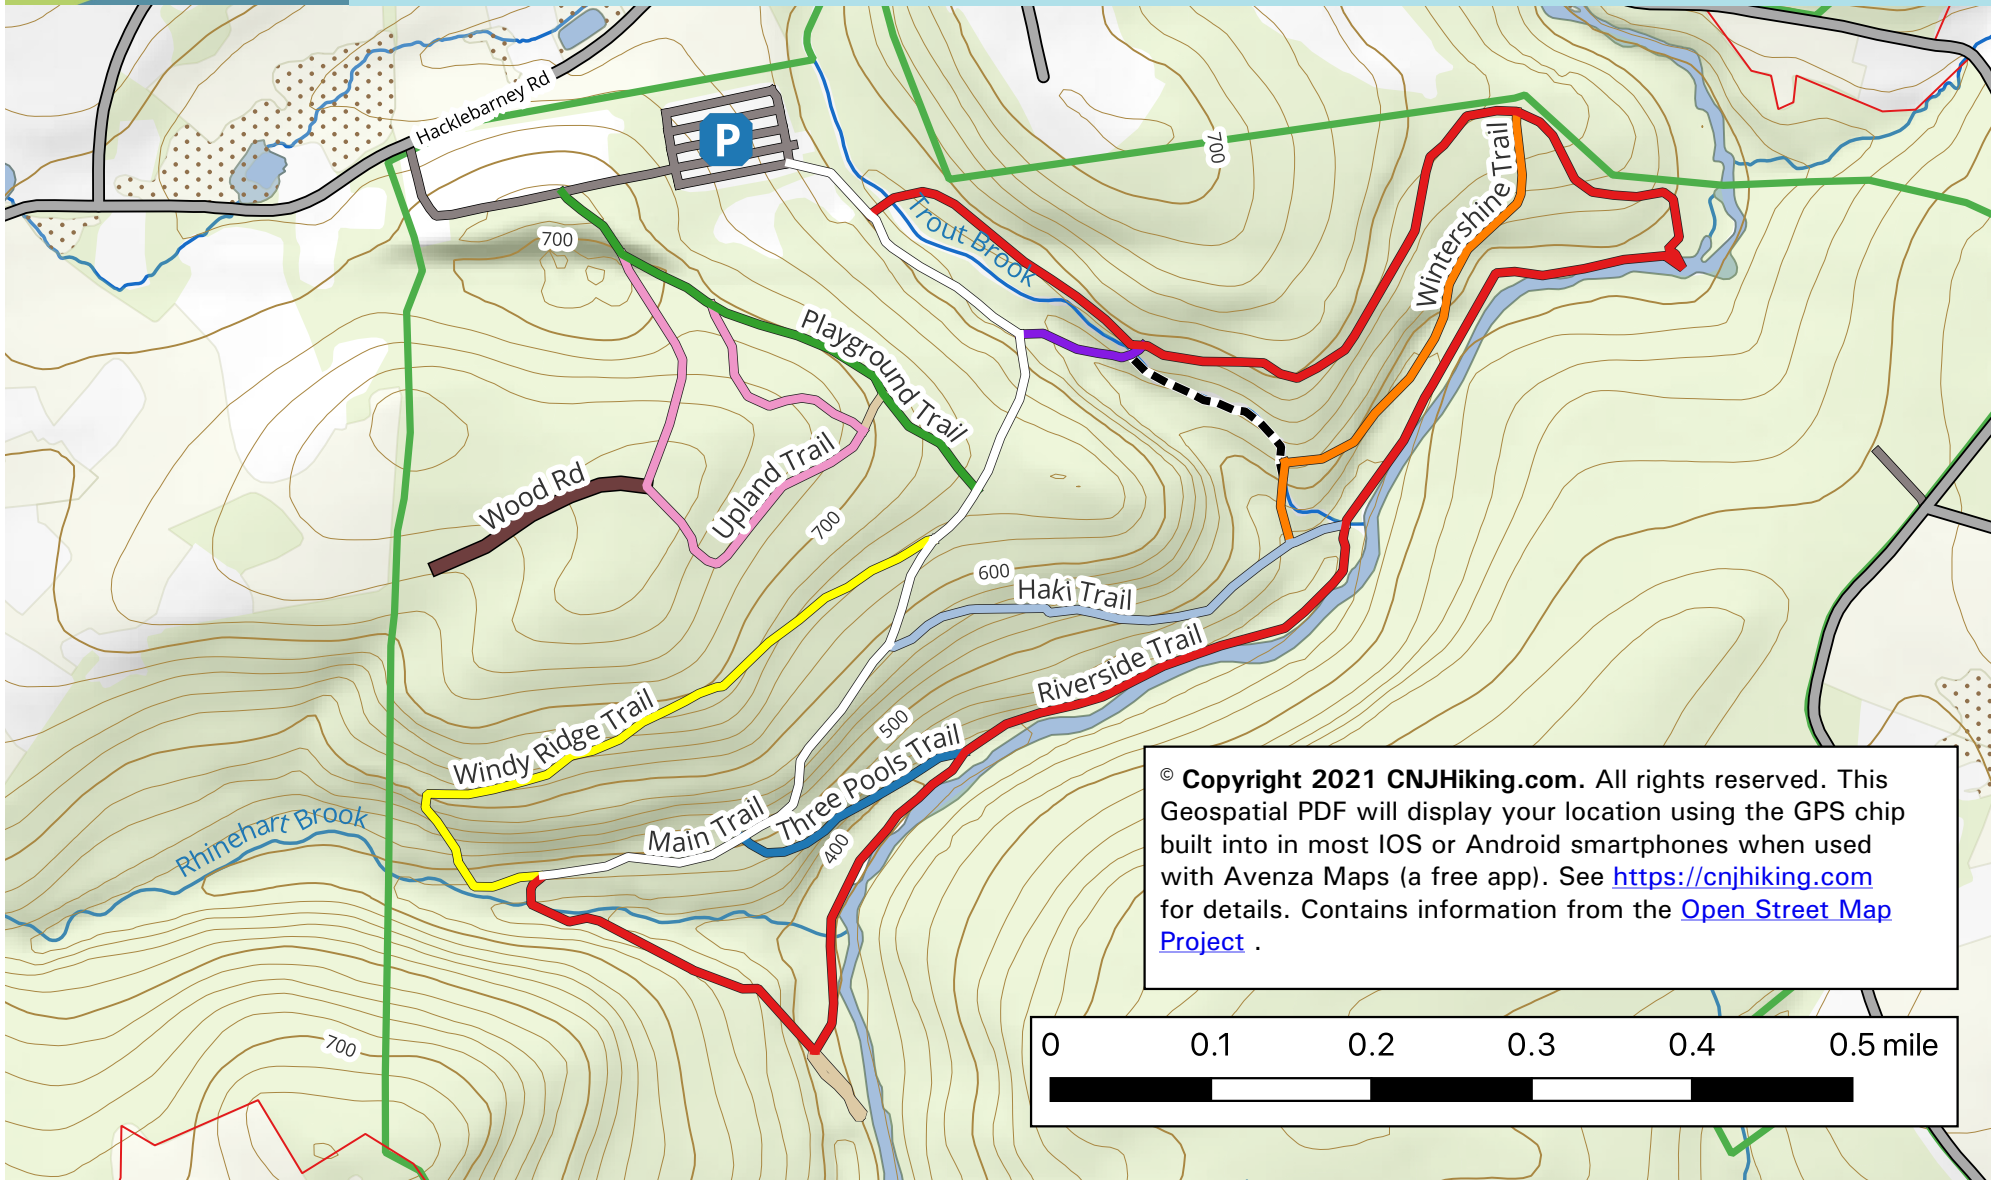 Hacklebarney Rd
P
700
Wintershine Trail
Trout Brook
700
Playground Trail
Wood Rd
Upland Trail
700
600
Haki Trail
Riverside Trail
Windy Ridge Trail
500
Three Pools Trail
Main Trail
400
Rhinehart Brook
700
© Copyright 2021 CNJHiking.com. All rights reserved. This
Geospatial PDF will display your location using the GPS chip
built into in most IOS or Android smartphones when used
with Avenza Maps (a free app). See https://cnjhiking.com
for details. Contains information from the Open Street Map
Project .
0 0.1 0.2 0.3 0.4 0.5 mile